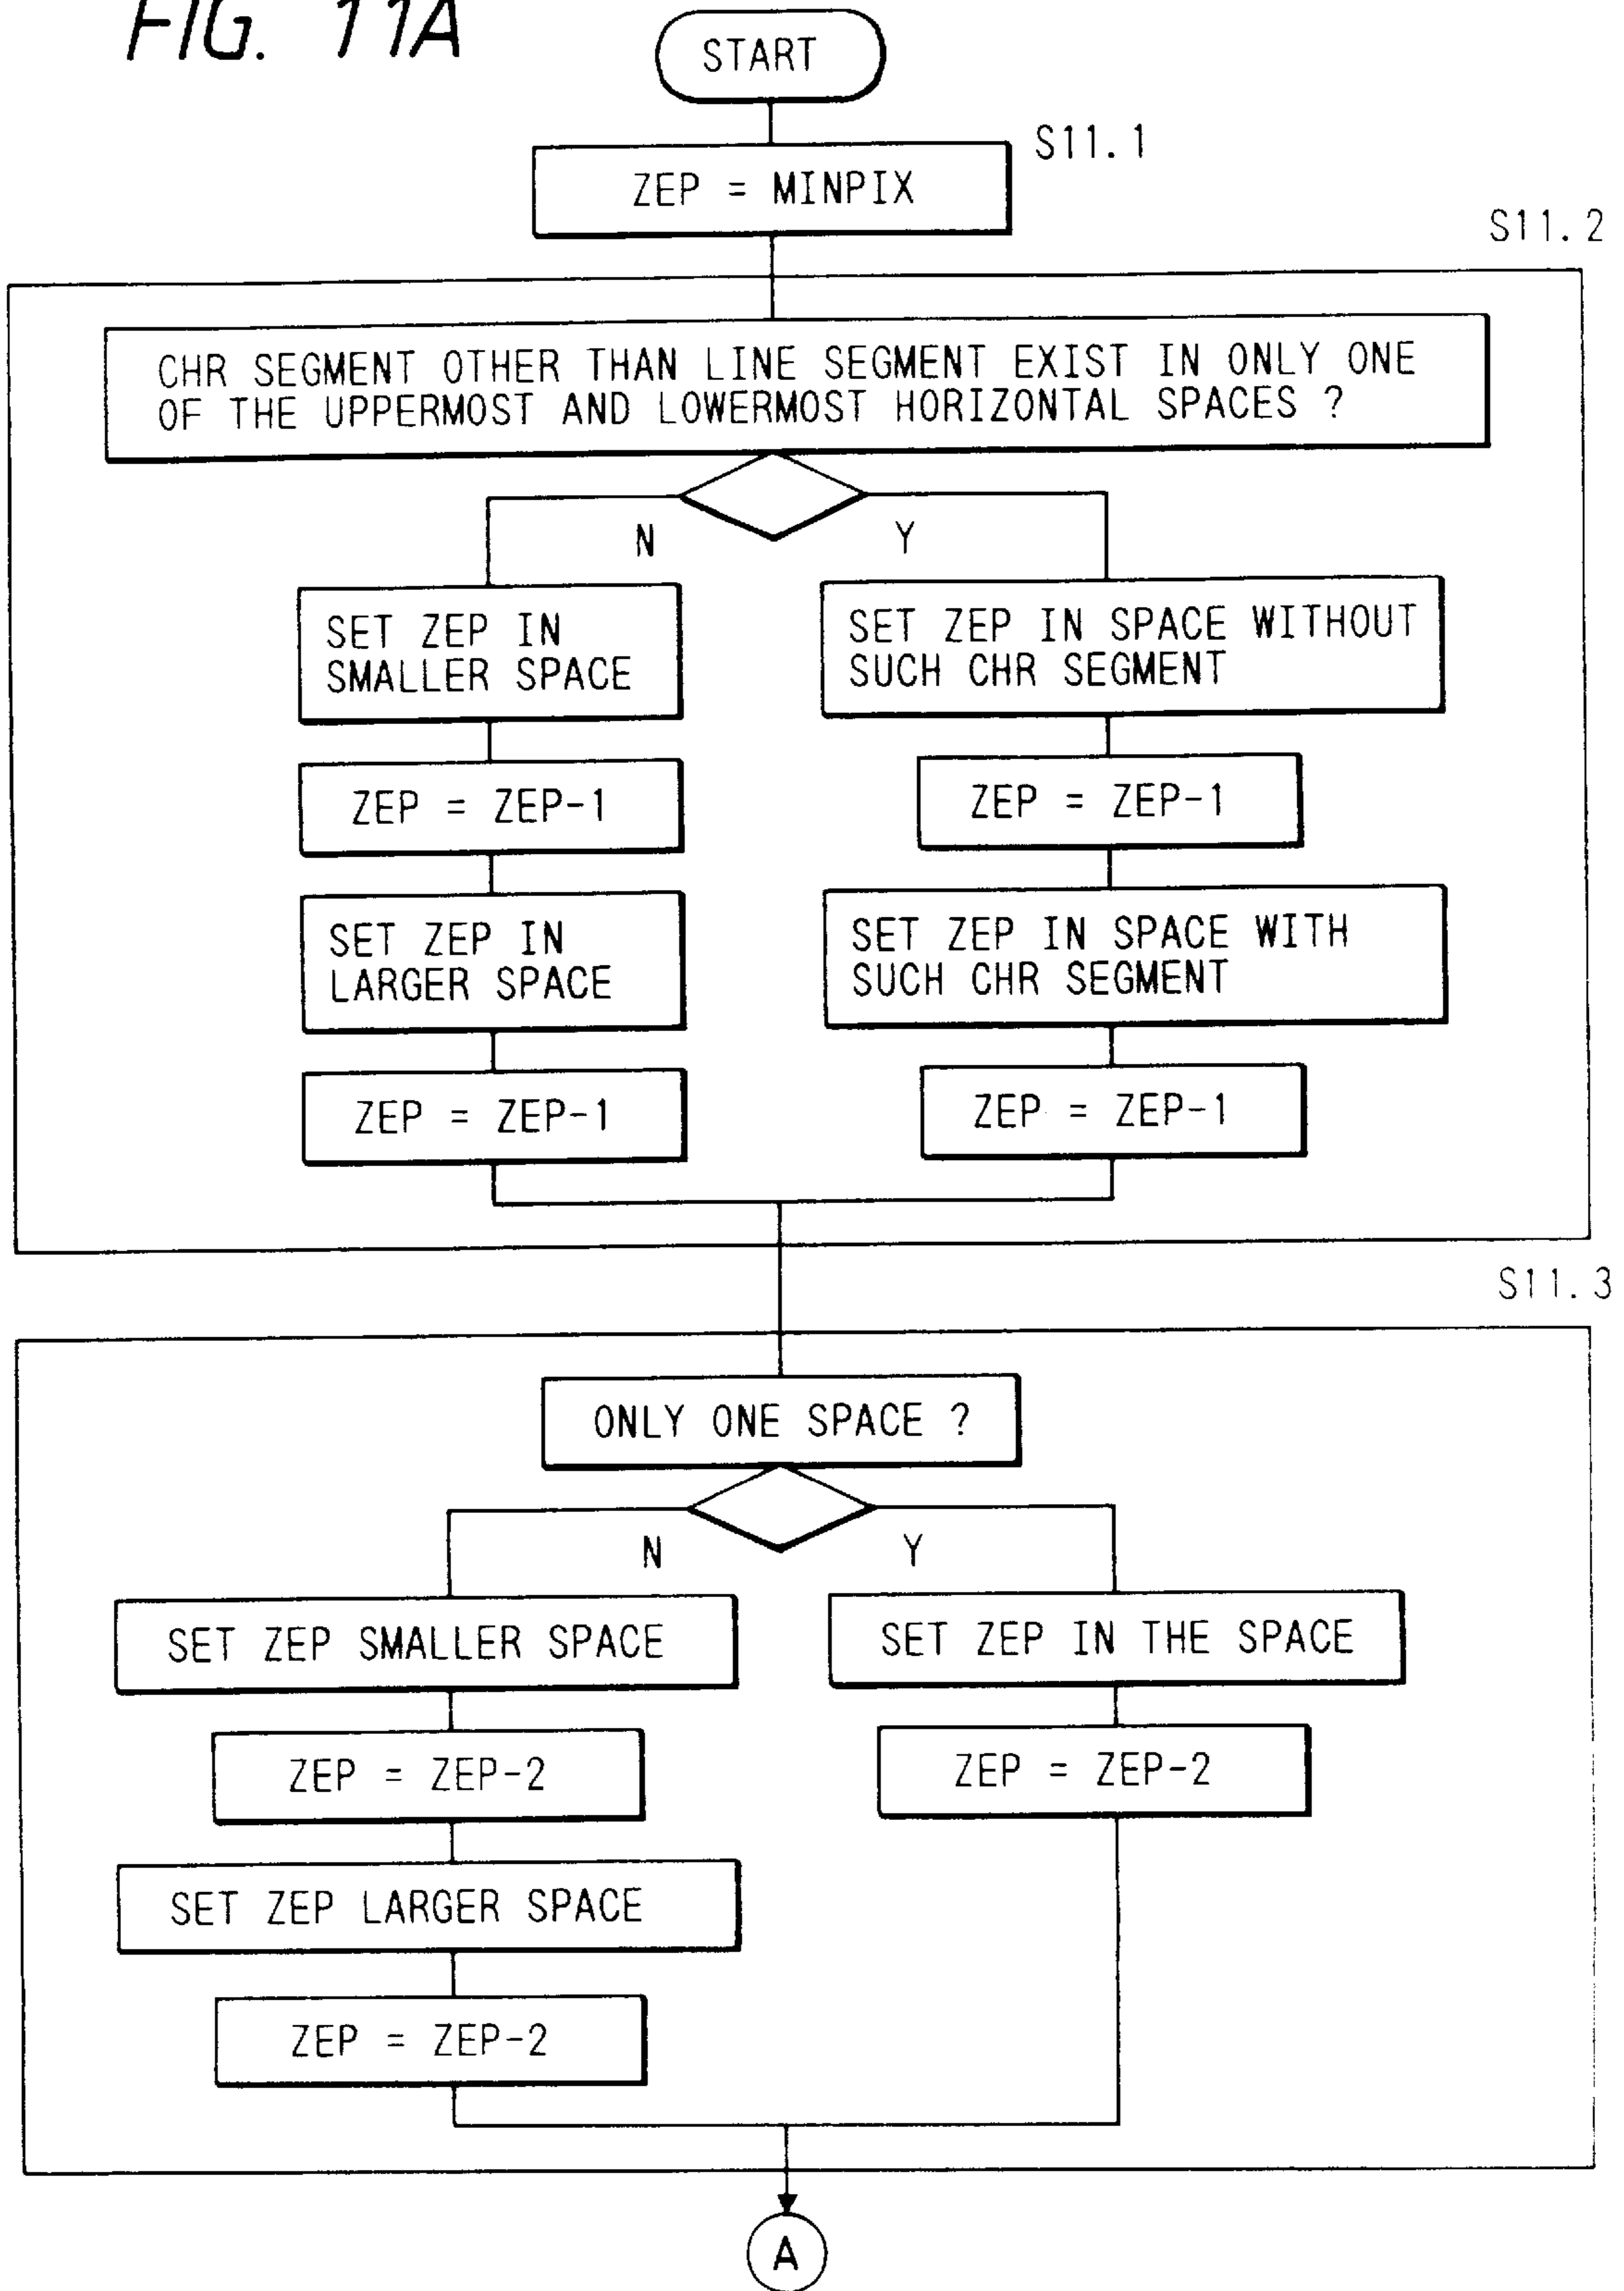 FIG. 11A
START
S11.1
ZEP = MINPIX
S11.2
CHR SEGMENT OTHER THAN LINE SEGMENT EXIST IN ONLY ONE
OF THE UPPERMOST AND LOWERMOST HORIZONTAL SPACES ?
N
Y
SET ZEP IN
SMALLER SPACE
ZEP = ZEP-1
SET ZEP IN
LARGER SPACE
ZEP = ZEP-1
SET ZEP IN SPACE WITHOUT
SUCH CHR SEGMENT
ZEP = ZEP-1
SET ZEP IN SPACE WITH
SUCH CHR SEGMENT
ZEP = ZEP-1
S11.3
ONLY ONE SPACE ?
N
Y
SET ZEP SMALLER SPACE
ZEP = ZEP-2
SET ZEP LARGER SPACE
ZEP = ZEP-2
SET ZEP IN THE SPACE
ZEP = ZEP-2
A